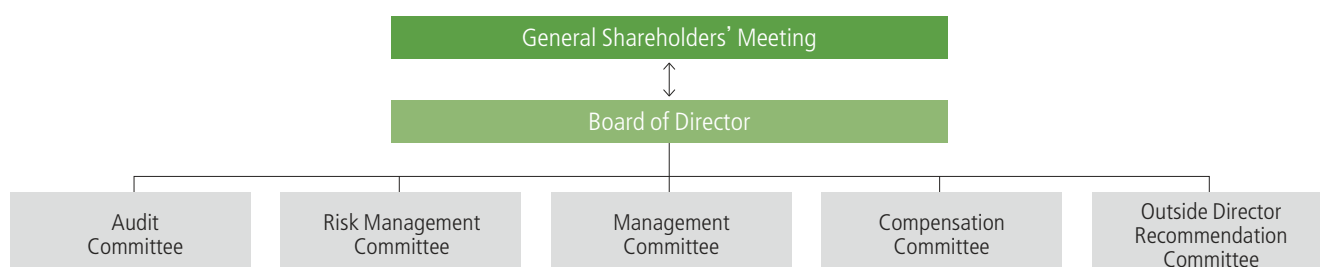 General Shareholders’ Meeting
Board of Director
Audit
Committee
Risk Management
Committee
Management
Committee
Compensation
Committee
Outside Director
Recommendation
Committee